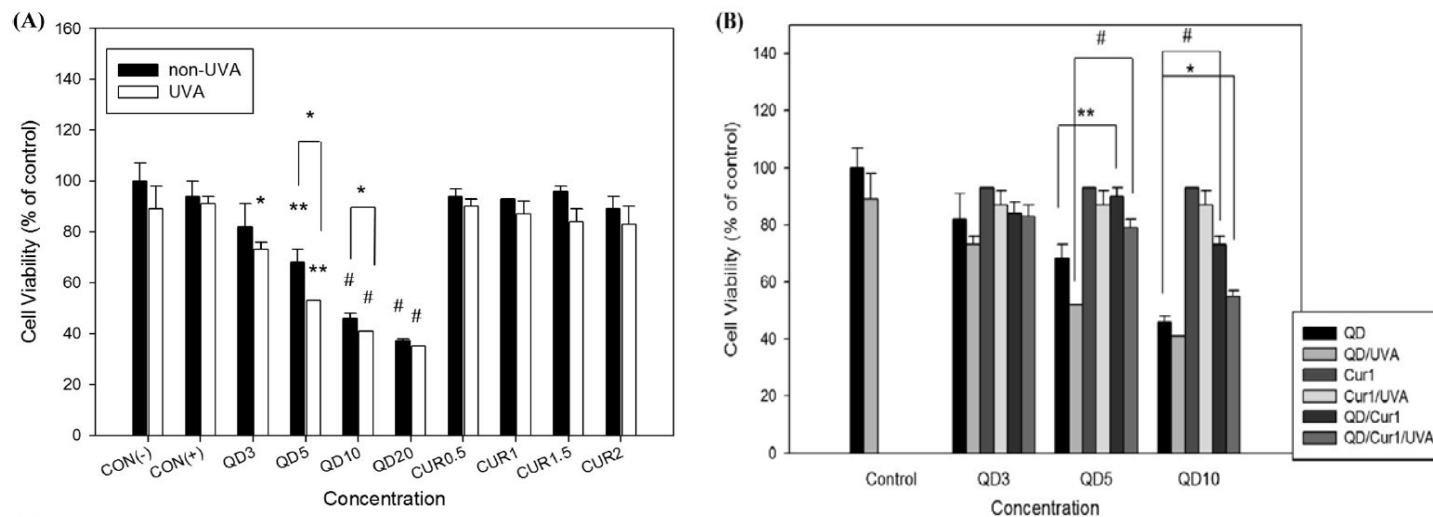 (A)
160
140
120
100
80
60
40
20
0
Cell Viability (% of control)
non-UVA
UVA
*
**
*
**
*
#
#
#
#
CON(-)
CON(+)
QD3
QD5
QD10
QD20
CUR0.5
CUR1
CUR1.5
CUR2
Concentration
(B)
140
120
100
80
60
40
20
0
Cell Viability (% of control)
#
**
#
*
Control
QD3
QD5
QD10
Concentration
QD
QD/UVA
Cur1
Cur1/UVA
QD/Cur1
QD/Cur1/UVA